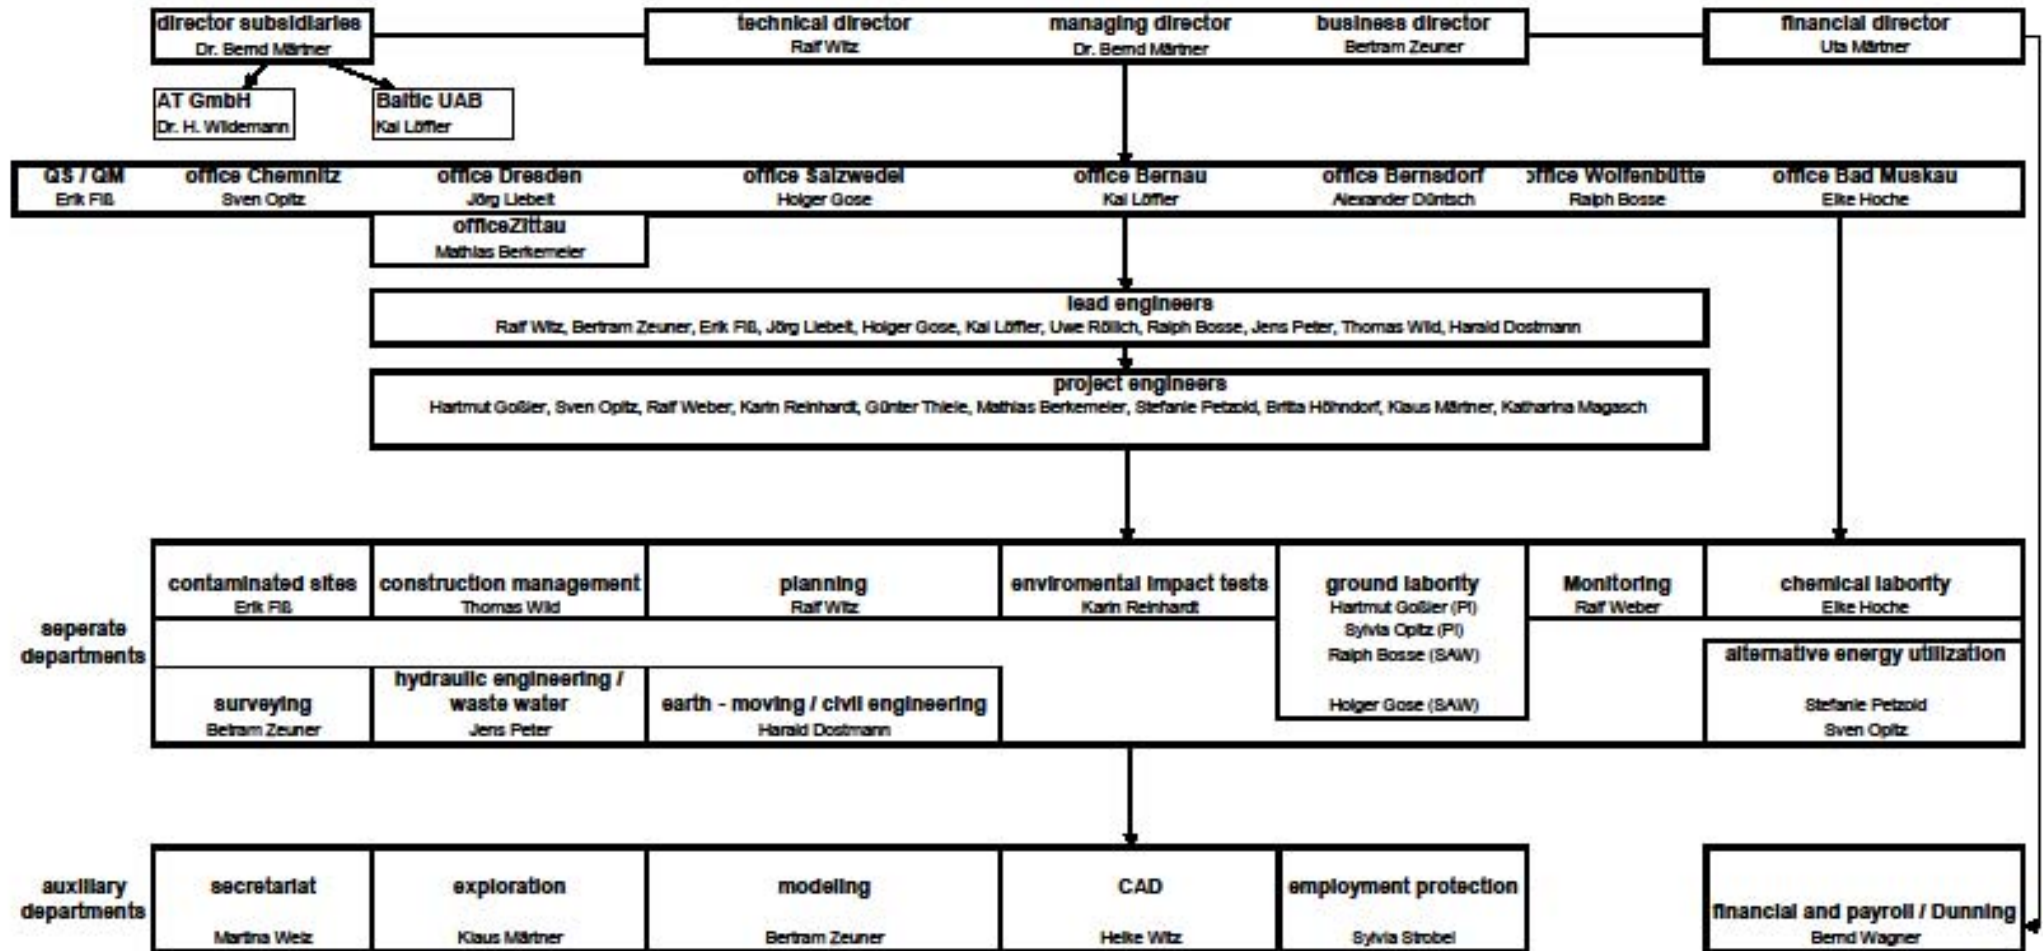 director subsidiaries
Dr. Bernd Märtner
technical director
Ralf Witz
managing director
Dr. Bernd Märtner
business director
Bertram Zeuner
financial director
Uta Märtner
AT GmbH
Dr. H. Wildemann
Baltic UAB
Kai Löffler
QS / QM
Erik Fiß
office Chemnitz
Sven Opitz
office Dresden
Jörg Liebelt
office Salzwedel
Holger Gose
office Bernau
Kai Löffler
office Bernsdorf
Alexander Düntsch
office Wolfenbütte
Ralph Bosse
office Bad Muskau
Elke Hoche
officeZittau
Mathias Berkemeier
lead engineers
Ralf Witz, Bertram Zeuner, Erik Fiß, Jörg Liebelt, Holger Gose, Kai Löffler, Uwe Röllich, Ralph Bosse, Jens Peter, Thomas Wild, Harald Dostmann
project engineers
Hartmut Goßler, Sven Opitz, Ralf Weber, Karin Reinhardt, Günter Thiele, Mathias Berkemeier, Stefanie Petzold, Britta Höhndorf, Klaus Märtner, Katharina Magasch
seperate
departments
contaminated sites
Erik Fiß
construction management
Thomas Wild
planning
Ralf Witz
enviromental impact tests
Karin Reinhardt
ground labority
Hartmut Goßler (PI)
Sylvia Opitz (PI)
Ralph Bosse (SAW)
Holger Gose (SAW)
Monitoring
Ralf Weber
chemical labority
Elke Hoche
surveying
Betram Zeuner
hydraulic engineering /
waste water
Jens Peter
earth - moving / civil engineering
Harald Dostmann
alternative energy utilization
Stefanie Petzold
Sven Opitz
auxiliary
departments
secretariat
Martina Welz
exploration
Klaus Märtner
modeling
Bertram Zeuner
CAD
Heike Witz
employment protection
Sylvia Strobel
financial and payroll / Dunning
Bernd Wagner